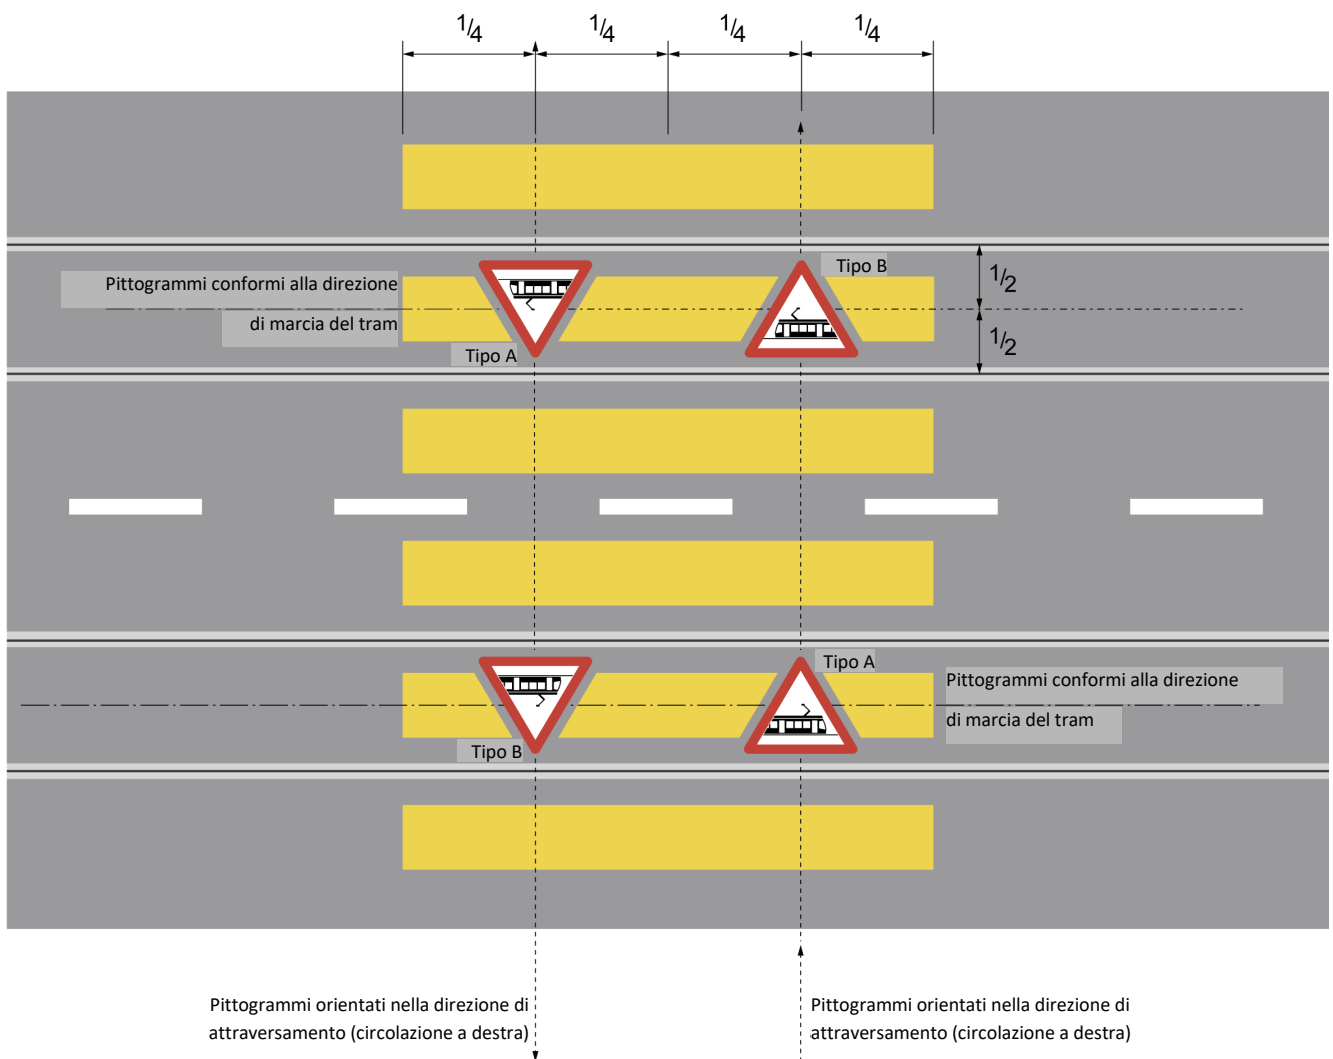 1/4 1/4 1/4 1/4
Tipo B
Pittogrammi conformi alla direzione
di marcia del tram
1/2
1/2
Tipo A
Tipo A
Pittogrammi conformi alla direzione
di marcia del tram
Tipo B
Pittogrammi orientati nella direzione di
attraversamento (circolazione a destra)
Pittogrammi orientati nella direzione di
attraversamento (circolazione a destra)